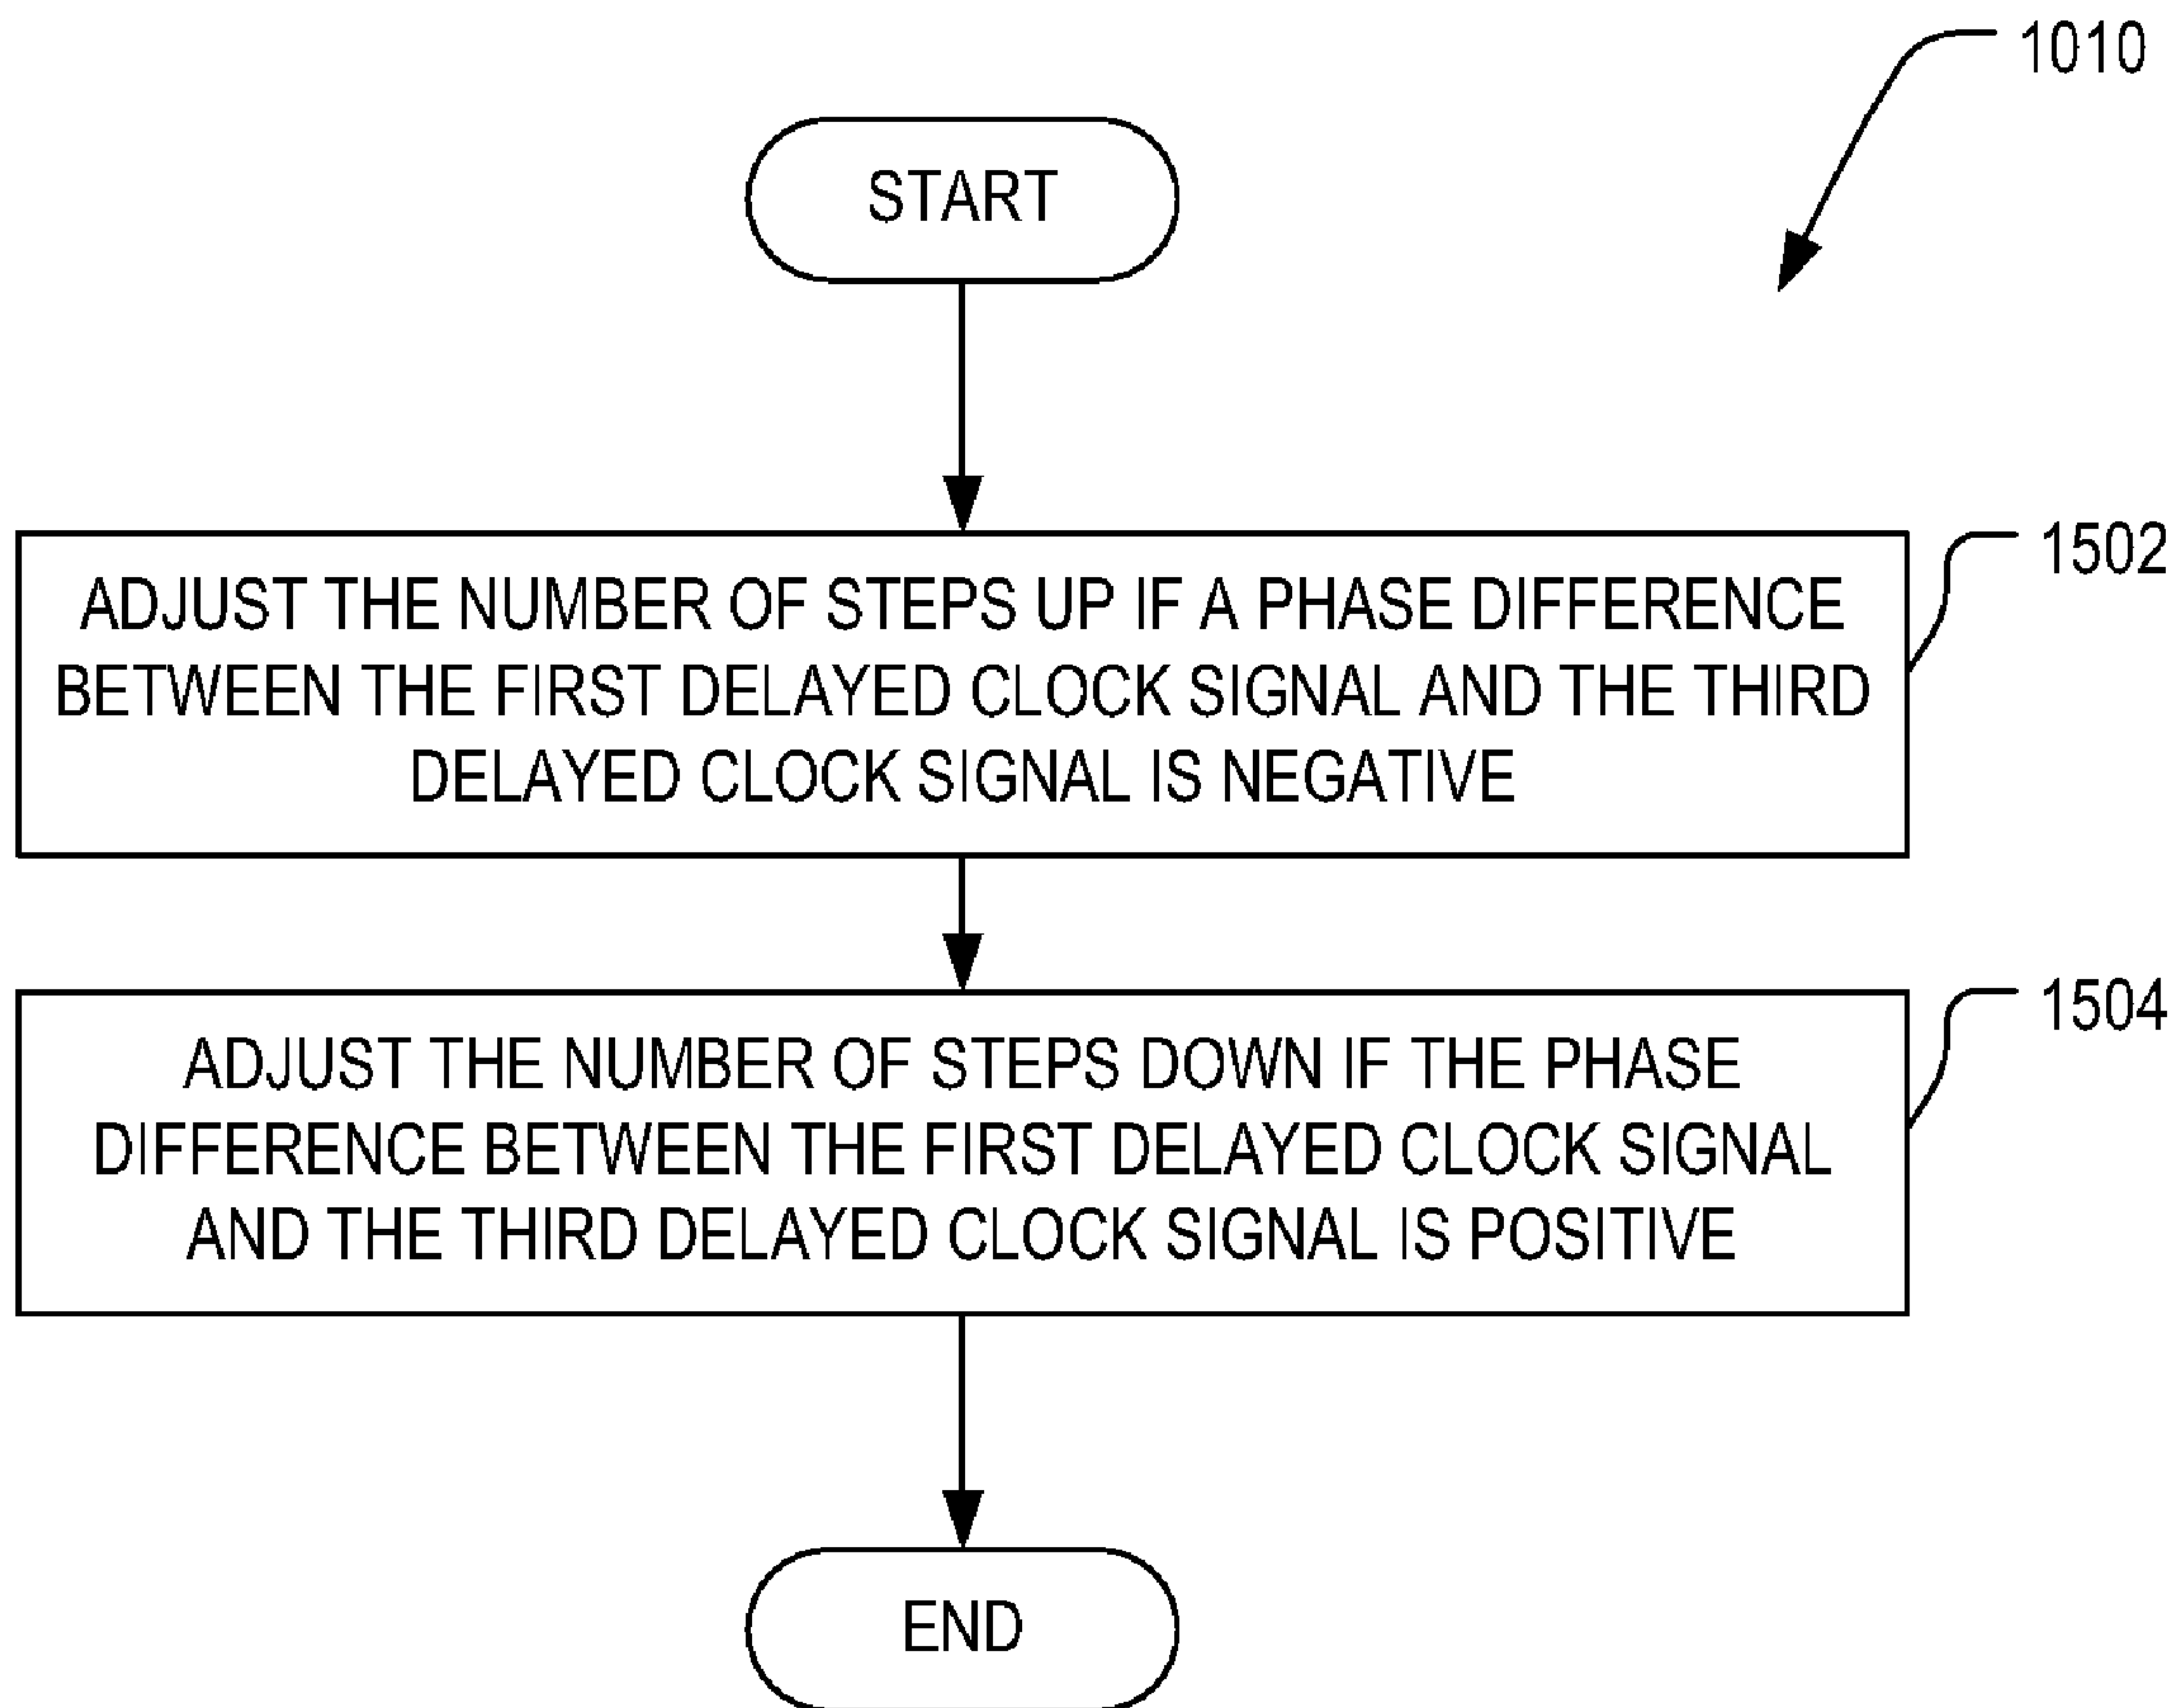 1010
START
1502
ADJUST THE NUMBER OF STEPS UP IF A PHASE DIFFERENCE
BETWEEN THE FIRST DELAYED CLOCK SIGNAL AND THE THIRD
DELAYED CLOCK SIGNAL IS NEGATIVE
1504
ADJUST THE NUMBER OF STEPS DOWN IF THE PHASE
DIFFERENCE BETWEEN THE FIRST DELAYED CLOCK SIGNAL
AND THE THIRD DELAYED CLOCK SIGNAL IS POSITIVE
END